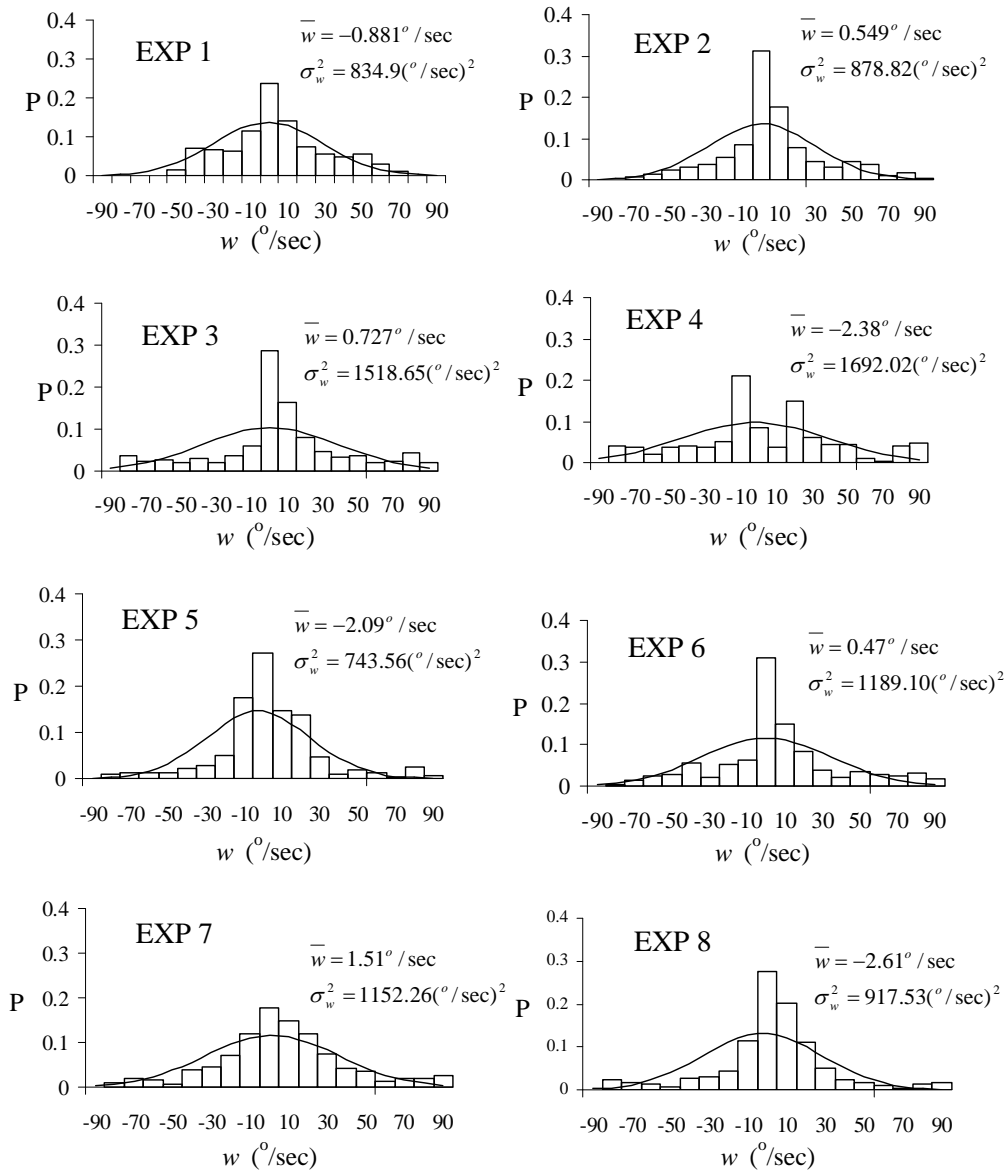 EXP 1
w̄ = −0.881° / sec
σ_w² = 834.9(° / sec)²
P
0.4
0.3
0.2
0.1
0
-90 -70 -50 -30 -10 10 30 50 70 90
w (°/sec)
EXP 2
w̄ = 0.549° / sec
σ_w² = 878.82(° / sec)²
P
0.4
0.3
0.2
0.1
0
-90 -70 -50 -30 -10 10 30 50 70 90
w (°/sec)
EXP 3
w̄ = 0.727° / sec
σ_w² = 1518.65(° / sec)²
P
0.4
0.3
0.2
0.1
0
-90 -70 -50 -30 -10 10 30 50 70 90
w (°/sec)
EXP 4
w̄ = −2.38° / sec
σ_w² = 1692.02(° / sec)²
P
0.4
0.3
0.2
0.1
0
-90 -70 -50 -30 -10 10 30 50 70 90
w (°/sec)
EXP 5
w̄ = −2.09° / sec
σ_w² = 743.56(° / sec)²
P
0.4
0.3
0.2
0.1
0
-90 -70 -50 -30 -10 10 30 50 70 90
w (°/sec)
EXP 6
w̄ = 0.47° / sec
σ_w² = 1189.10(° / sec)²
P
0.4
0.3
0.2
0.1
0
-90 -70 -50 -30 -10 10 30 50 70 90
w (°/sec)
EXP 7
w̄ = 1.51° / sec
σ_w² = 1152.26(° / sec)²
P
0.4
0.3
0.2
0.1
0
-90 -70 -50 -30 -10 10 30 50 70 90
w (°/sec)
EXP 8
w̄ = −2.61° / sec
σ_w² = 917.53(° / sec)²
P
0.4
0.3
0.2
0.1
0
-90 -70 -50 -30 -10 10 30 50 70 90
w (°/sec)